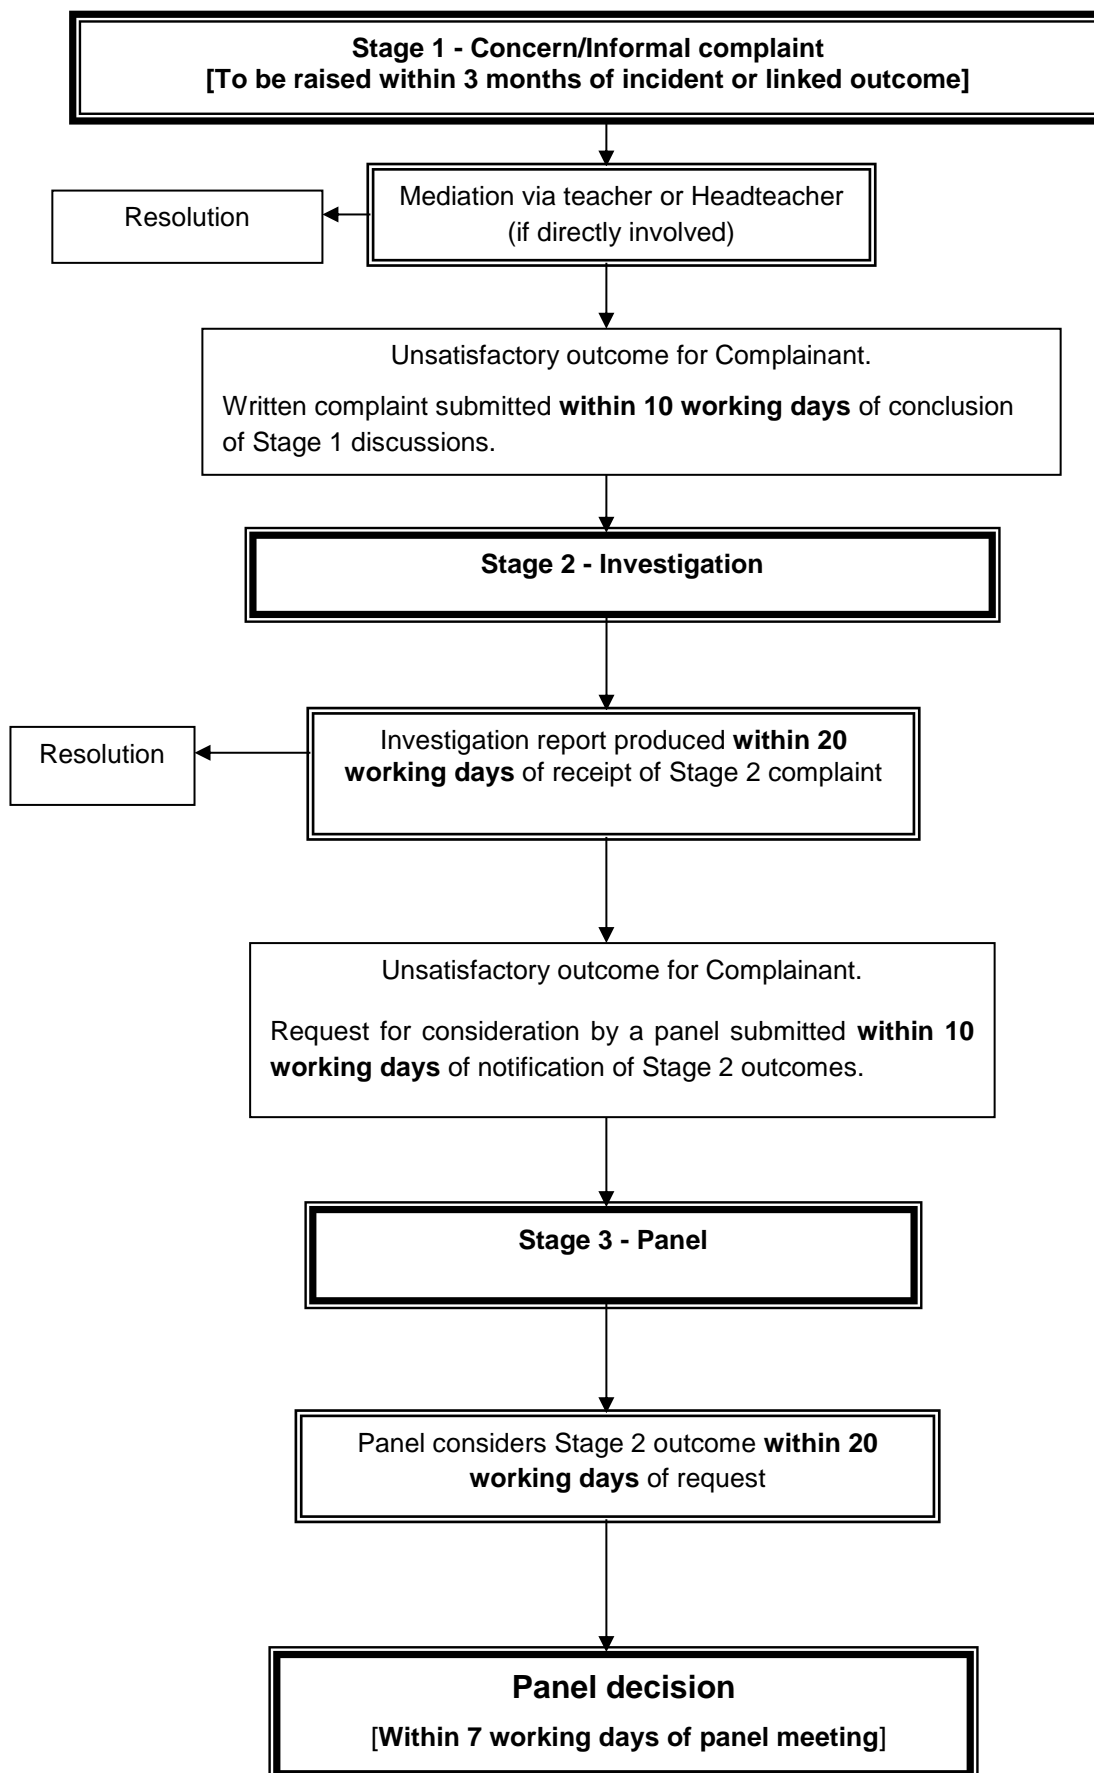 Stage 1 - Concern/Informal complaint
[To be raised within 3 months of incident or linked outcome]
Mediation via teacher or Headteacher
(if directly involved)
Resolution
Unsatisfactory outcome for Complainant.
Written complaint submitted within 10 working days of conclusion
of Stage 1 discussions.
Stage 2 - Investigation
Investigation report produced within 20
working days of receipt of Stage 2 complaint
Resolution
Unsatisfactory outcome for Complainant.
Request for consideration by a panel submitted within 10
working days of notification of Stage 2 outcomes.
Stage 3 - Panel
Panel considers Stage 2 outcome within 20
working days of request
Panel decision
[Within 7 working days of panel meeting]